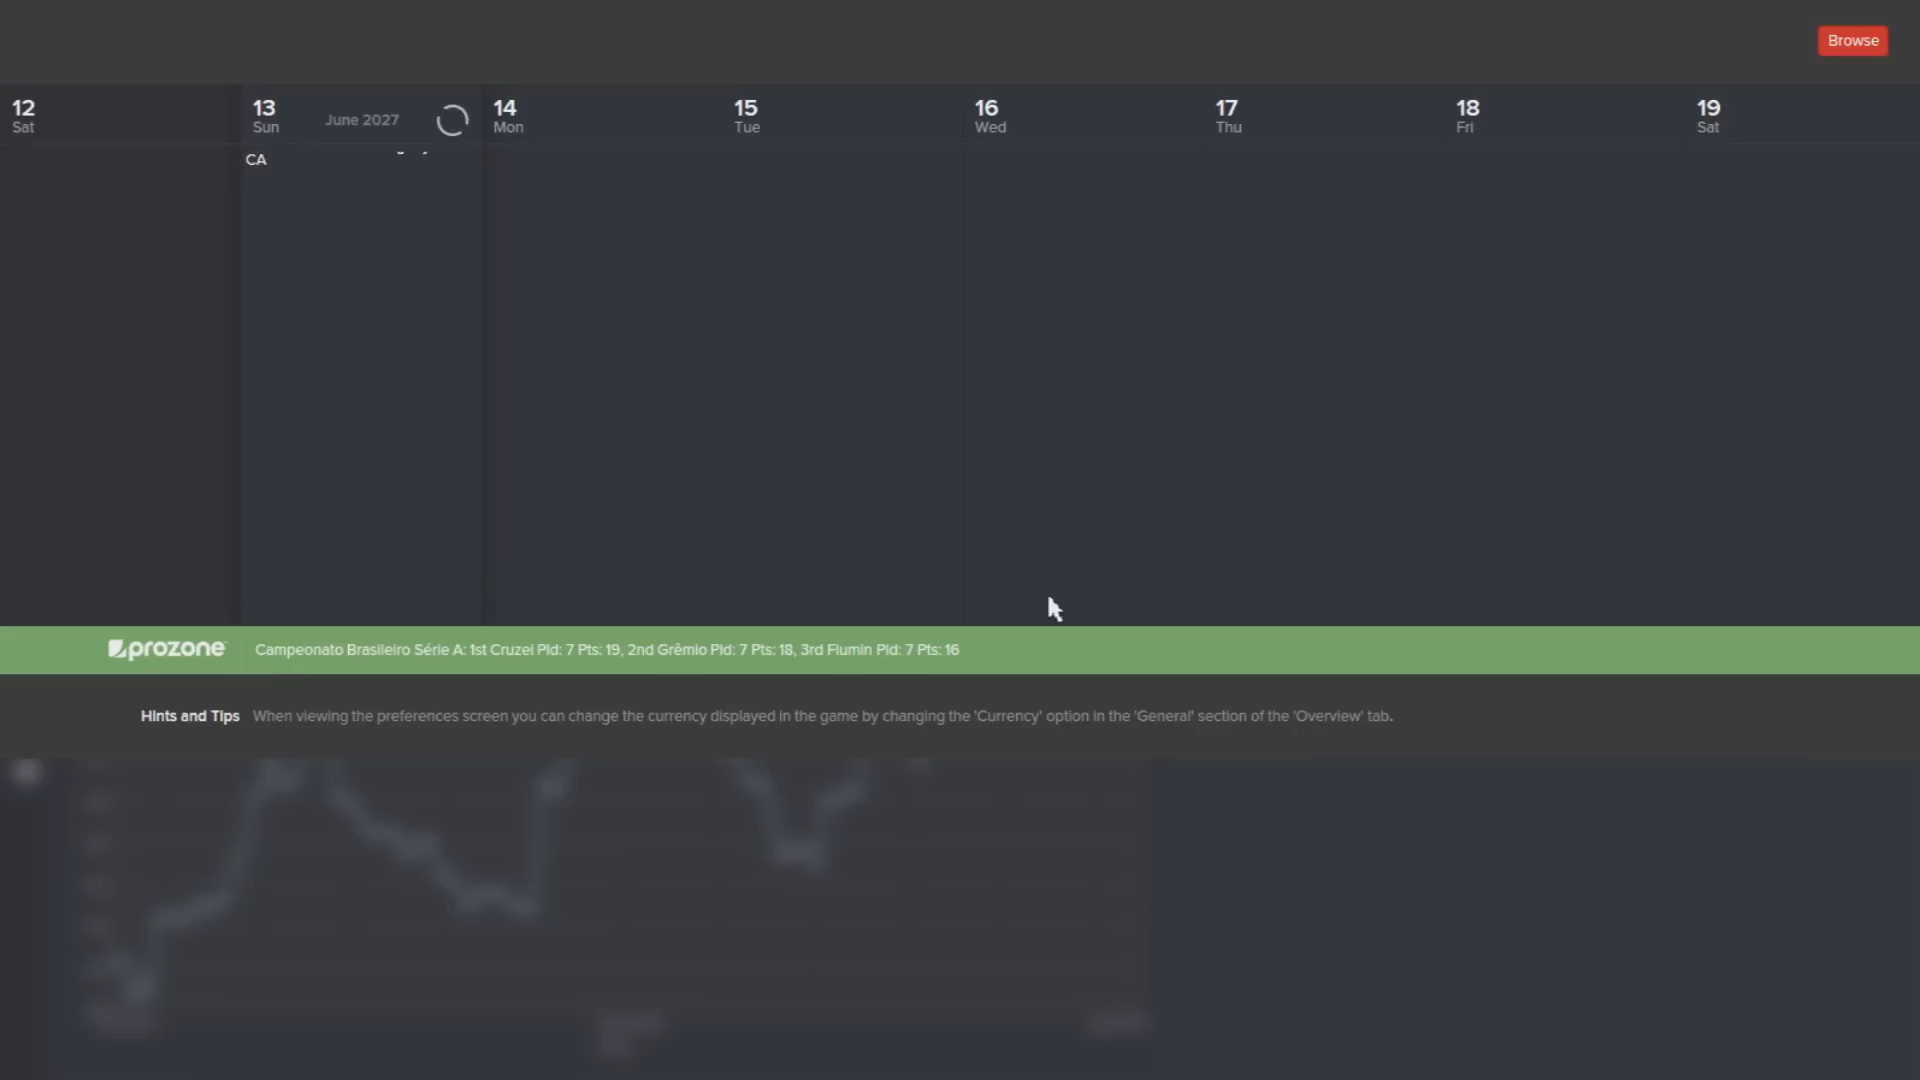 Browse
12
Sat
13
Sun
June 2027
14
Mon
15
Tue
16
Wed
17
Thu
18
Fri
19
Sat
CA
prozone
Campeonato Brasileiro Série A: 1st Cruzei Pld: 7 Pts: 19, 2nd Grêmio Pld: 7 Pts: 18, 3rd Flumin Pld: 7 Pts: 16
Hints and Tips When viewing the preferences screen you can change the currency displayed in the game by changing the 'Currency' option in the 'General' section of the 'Overview' tab.